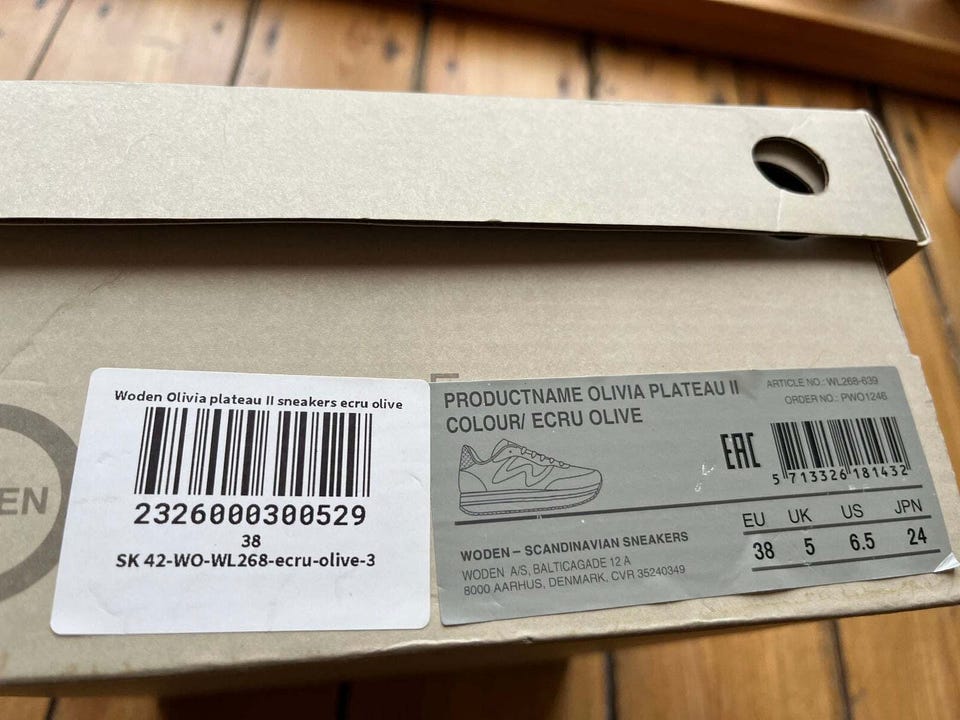 EN
Woden Olivia plateau II sneakers ecru olive
2326000300529
38
SK 42-WO-WL268-ecru-olive-3
PRODUCTNAME OLIVIA PLATEAU II
COLOUR/ ECRU OLIVE
ARTICLE NO.: WL268-639
ORDER NO.: PWO1246
EAC
5 713326 181432
EU UK US JPN
38 5 6.5 24
WODEN – SCANDINAVIAN SNEAKERS
WODEN A/S, BALTICAGADE 12 A
8000 AARHUS, DENMARK, CVR 35240349